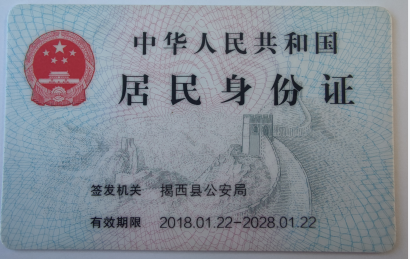 中华人民共和国
居民身份证
签发机关 揭西县公安局
有效期限 2018.01.22-2028.01.22